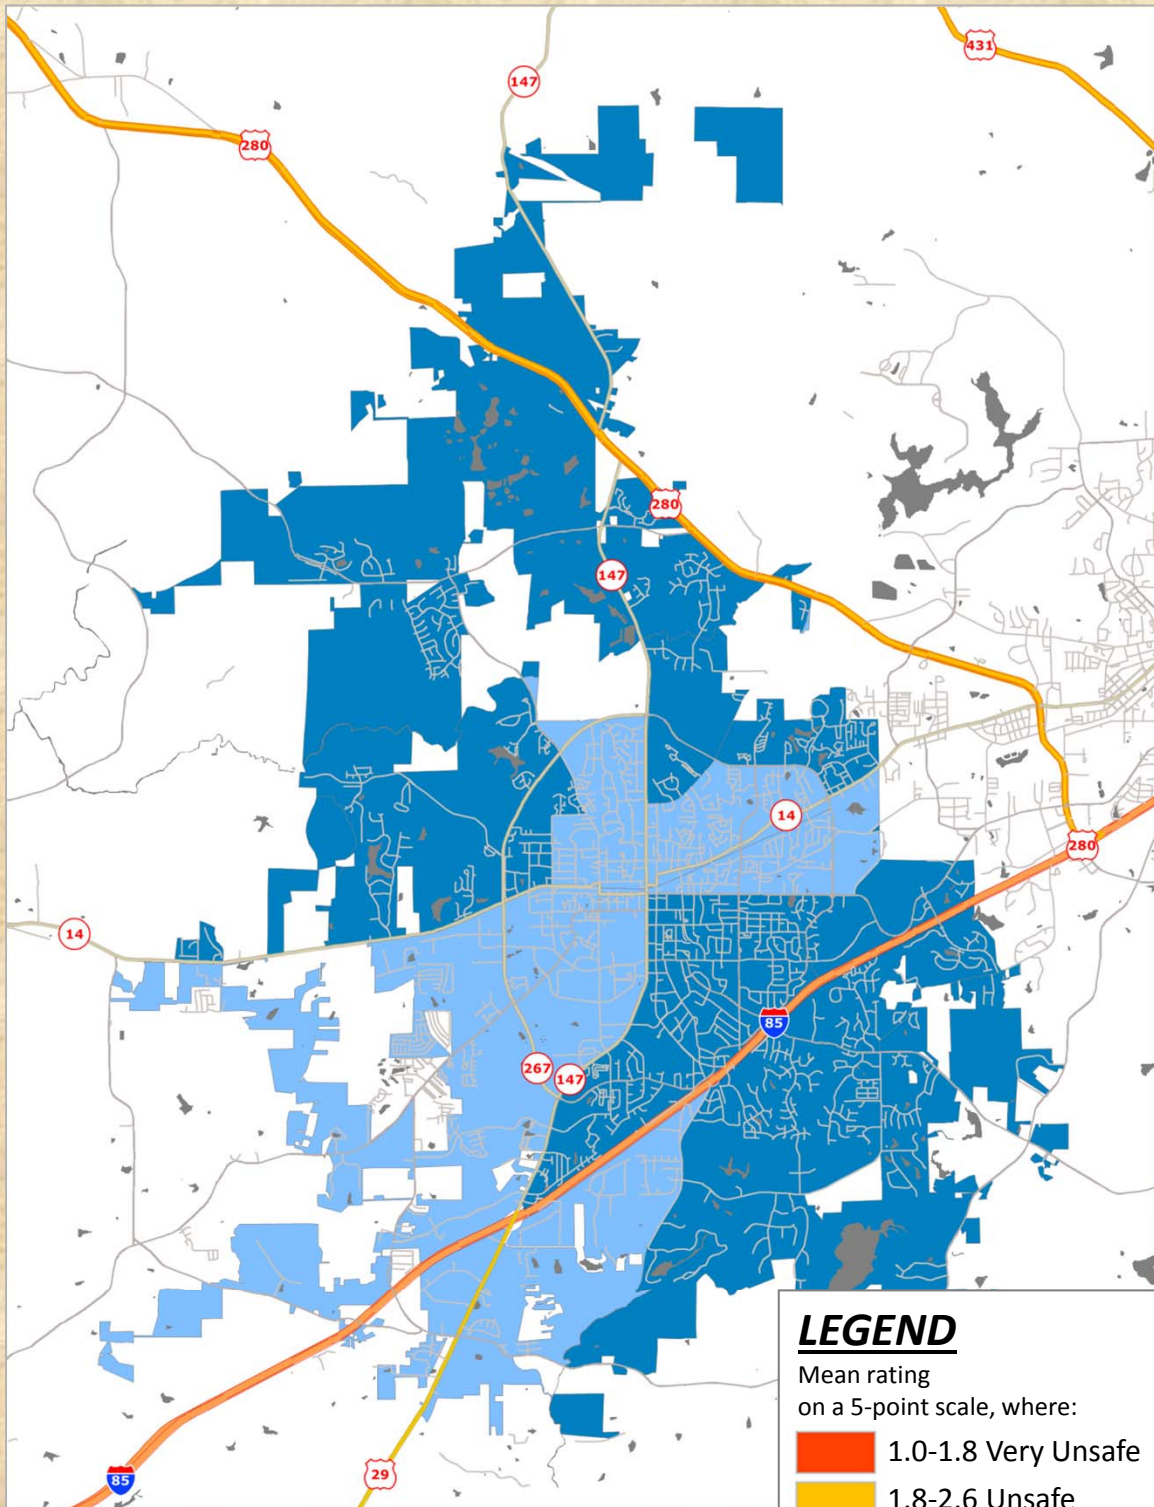 431
147
280
280
147
14
280
14
85
267
147
29
85
LEGEND
Mean rating
on a 5-point scale, where:
1.0-1.8 Very Unsafe
1.8-2.6 Unsafe